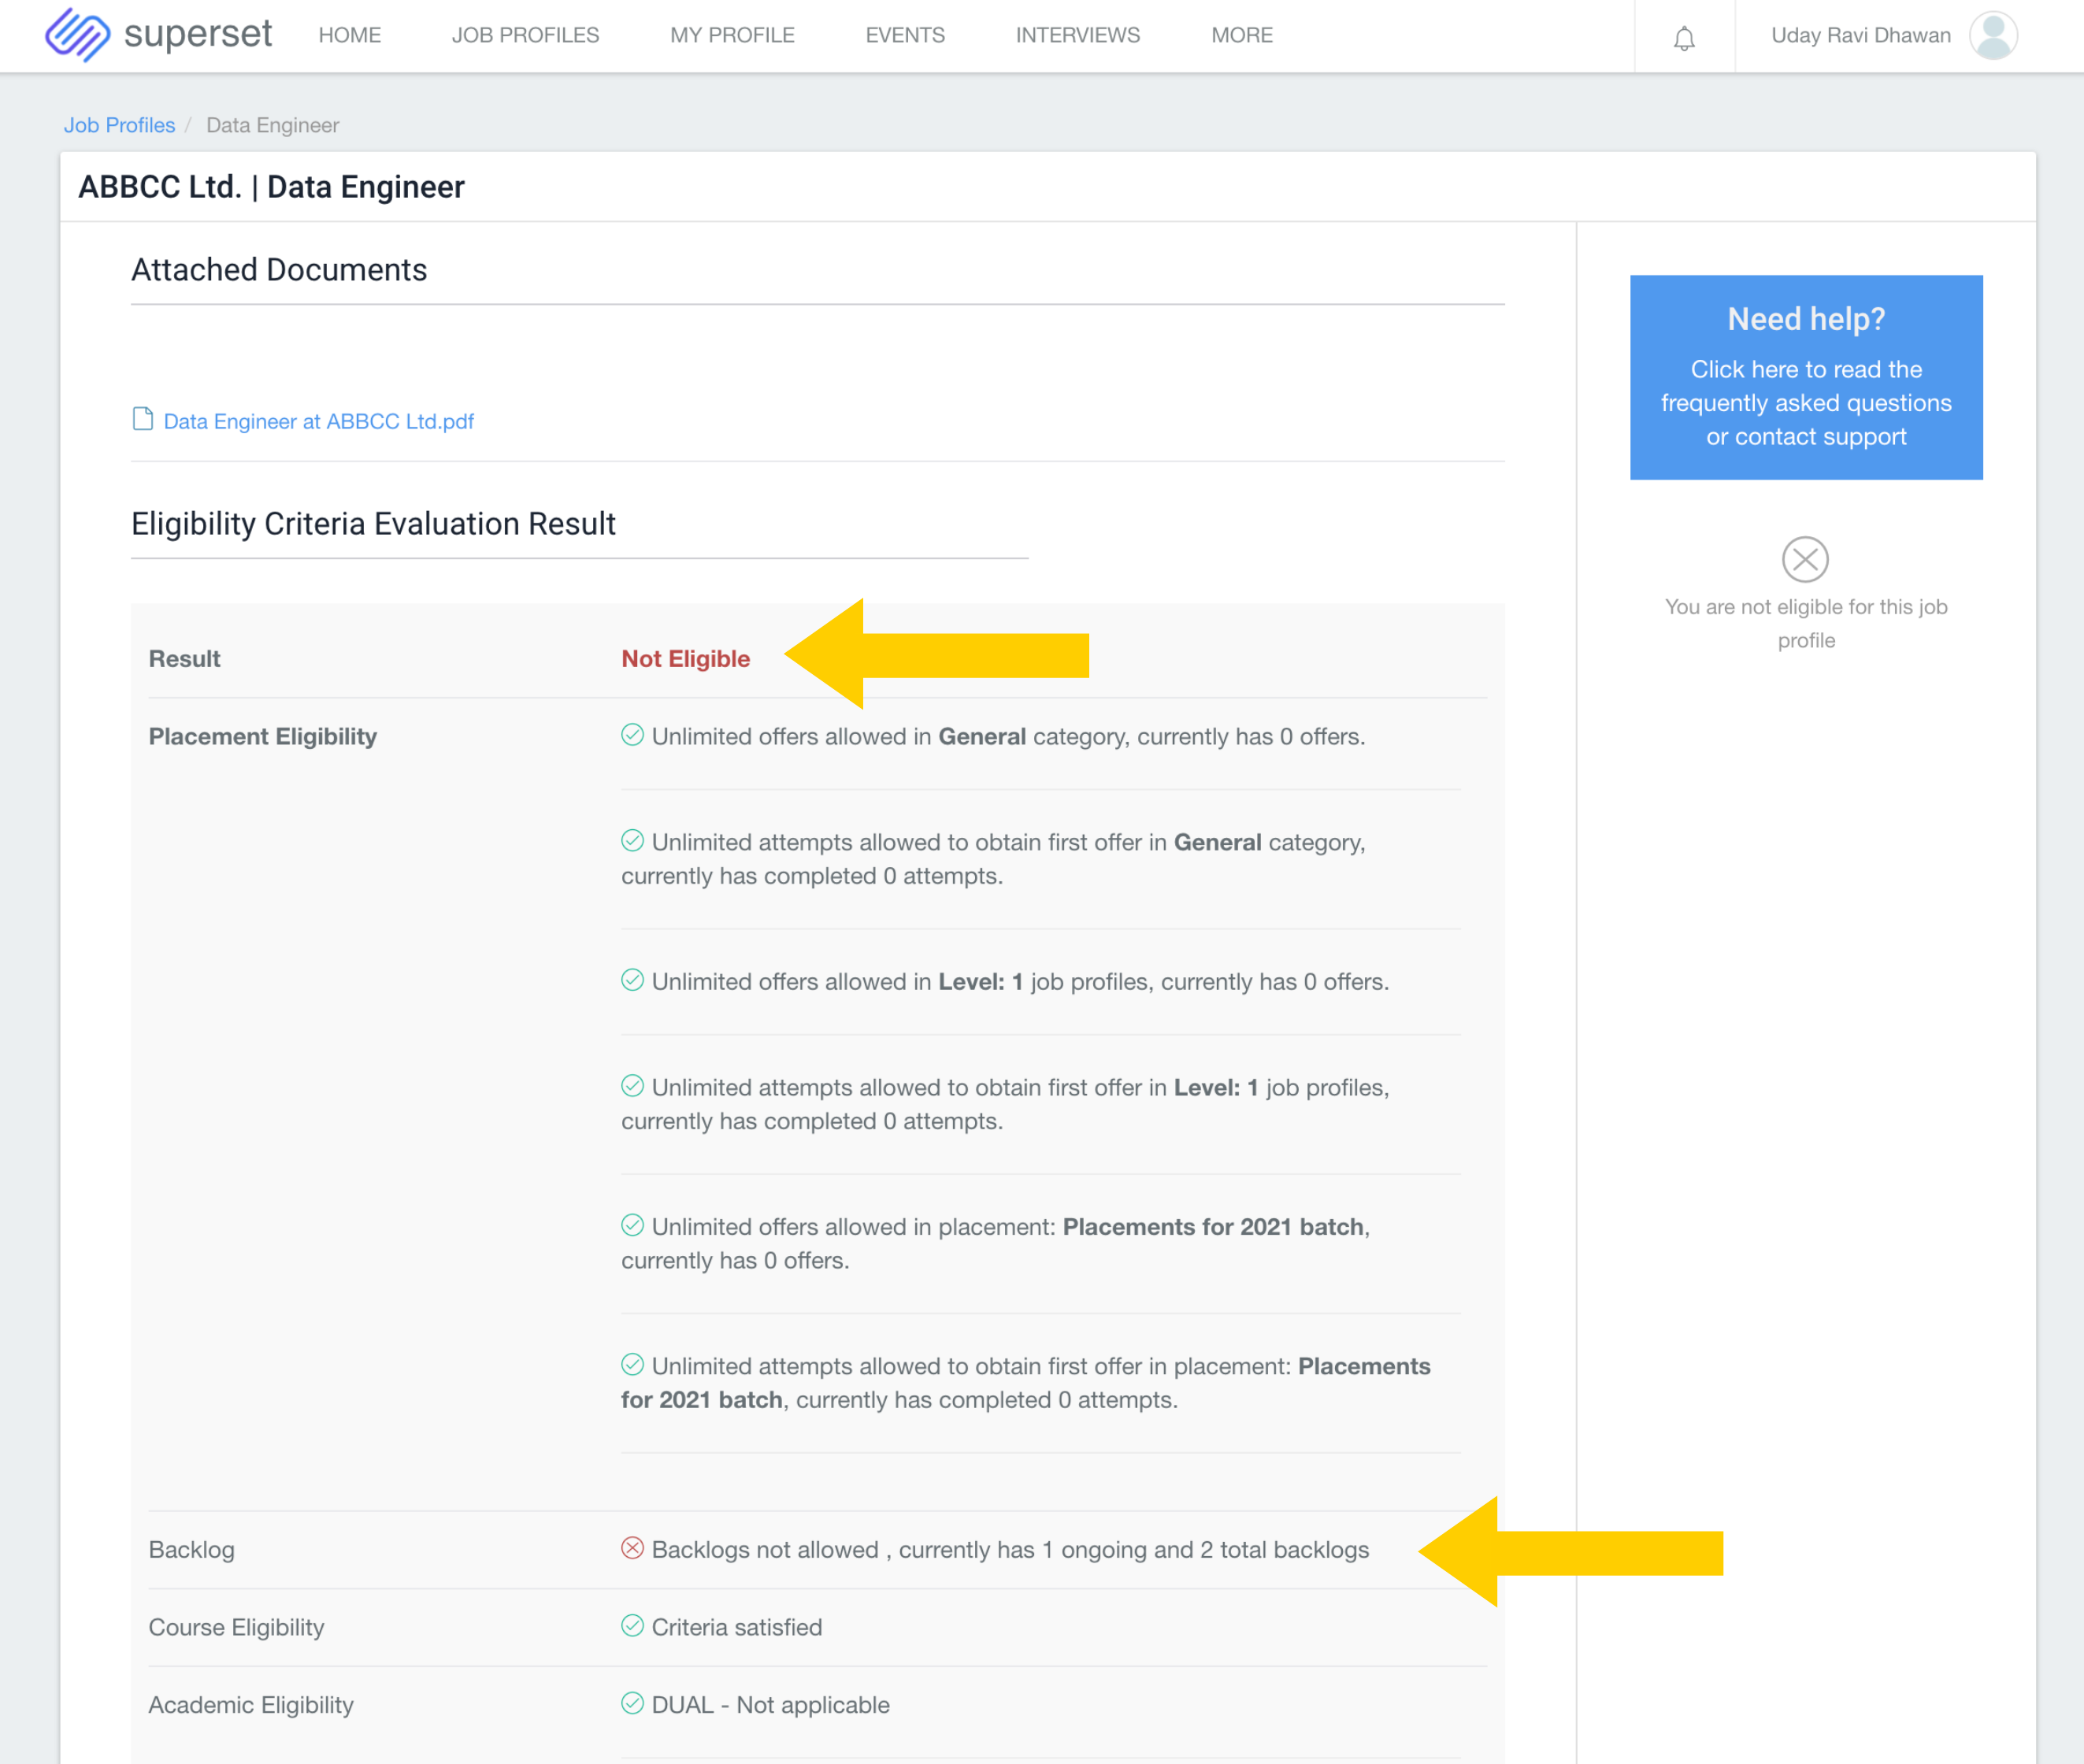 superset HOME JOB PROFILES MY PROFILE EVENTS INTERVIEWS MORE Uday Ravi Dhawan
Job Profiles / Data Engineer
ABBCC Ltd. | Data Engineer
Attached Documents
Data Engineer at ABBCC Ltd.pdf
Eligibility Criteria Evaluation Result
Result Not Eligible
Placement Eligibility Unlimited offers allowed in General category, currently has 0 offers.
Unlimited attempts allowed to obtain first offer in General category,
currently has completed 0 attempts.
Unlimited offers allowed in Level: 1 job profiles, currently has 0 offers.
Unlimited attempts allowed to obtain first offer in Level: 1 job profiles,
currently has completed 0 attempts.
Unlimited offers allowed in placement: Placements for 2021 batch,
currently has 0 offers.
Unlimited attempts allowed to obtain first offer in placement: Placements
for 2021 batch, currently has completed 0 attempts.
Backlog Backlogs not allowed , currently has 1 ongoing and 2 total backlogs
Course Eligibility Criteria satisfied
Academic Eligibility DUAL - Not applicable
Need help?
Click here to read the
frequently asked questions
or contact support
You are not eligible for this job
profile